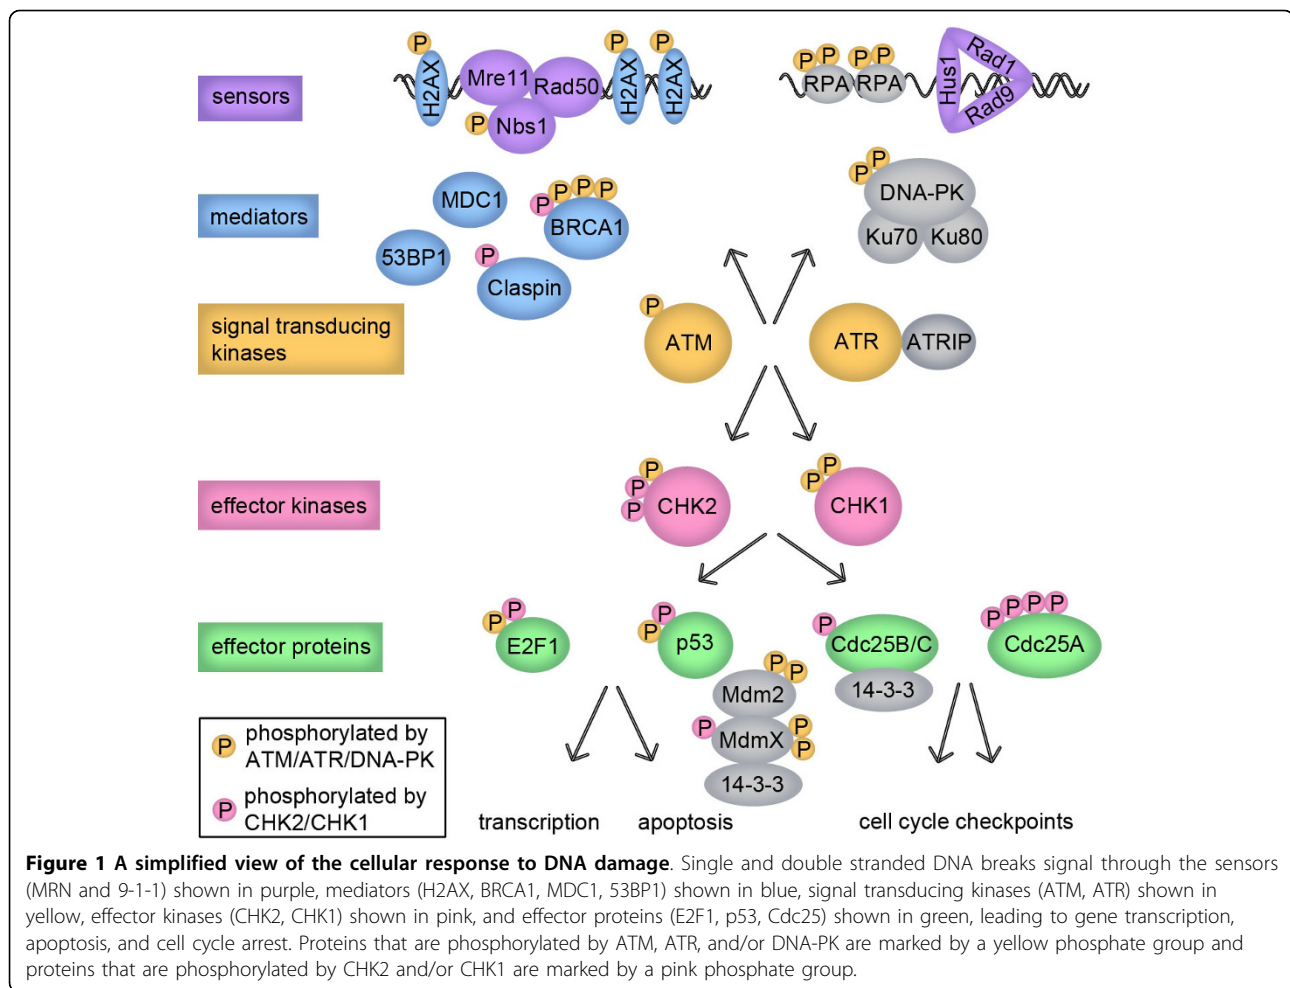 P
P
P
H2AX
Mre11
Rad50
H2AX
H2AX
P
Nbs1
sensors
P P P P
RPA
RPA
Hus1
Rad1
Rad9
mediators
MDC1
P P P P
BRCA1
53BP1
P
Claspin
P P
DNA-PK
Ku70
Ku80
signal transducing
kinases
P
ATM
ATR
ATRIP
effector kinases
P
P
P
CHK2
P
P
CHK1
effector proteins
P P
E2F1
P
P
p53
P
Cdc25B/C
14-3-3
P P P P
Cdc25A
P P
Mdm2
P
MdmX
P
P
14-3-3
P phosphorylated by
ATM/ATR/DNA-PK
P phosphorylated by
CHK2/CHK1
transcription
apoptosis
cell cycle checkpoints
Figure 1 A simplified view of the cellular response to DNA damage. Single and double stranded DNA breaks signal through the sensors
(MRN and 9-1-1) shown in purple, mediators (H2AX, BRCA1, MDC1, 53BP1) shown in blue, signal transducing kinases (ATM, ATR) shown in
yellow, effector kinases (CHK2, CHK1) shown in pink, and effector proteins (E2F1, p53, Cdc25) shown in green, leading to gene transcription,
apoptosis, and cell cycle arrest. Proteins that are phosphorylated by ATM, ATR, and/or DNA-PK are marked by a yellow phosphate group and
proteins that are phosphorylated by CHK2 and/or CHK1 are marked by a pink phosphate group.